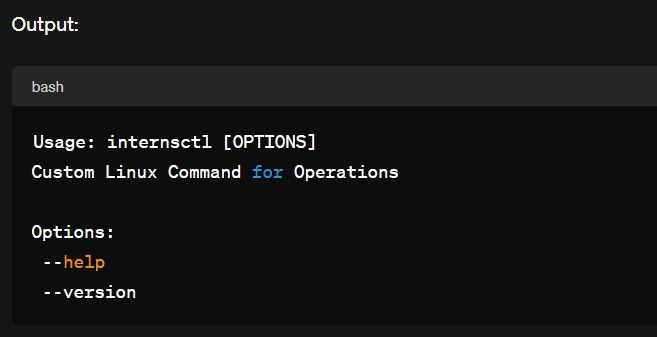 Output:
bash
Usage: internsctl [OPTIONS]
Custom Linux Command for Operations
Options:
--help
--version